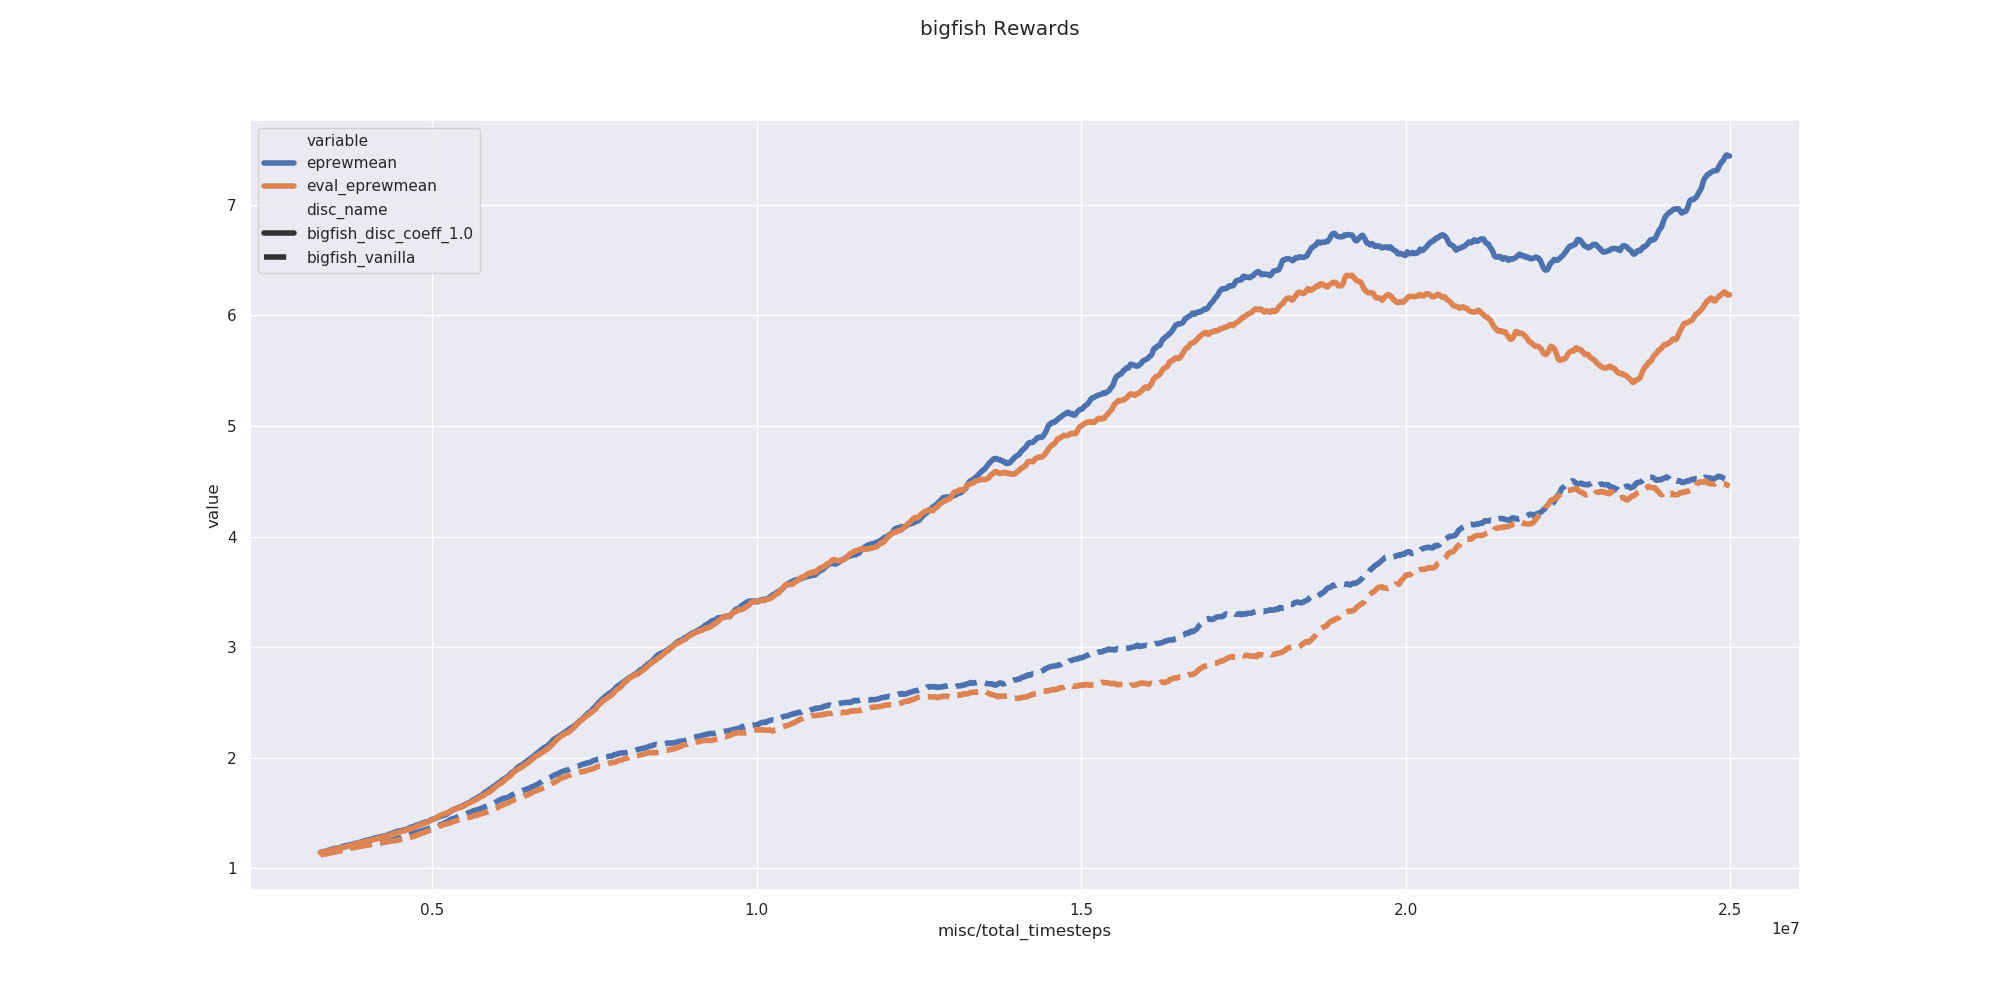 bigfish Rewards
variable
eprewmean
eval_eprewmean
disc_name
bigfish_disc_coeff_1.0
bigfish_vanilla
7
6
5
4
3
2
1
value
0.5 1.0 1.5 2.0 2.5
1e7
misc/total_timesteps